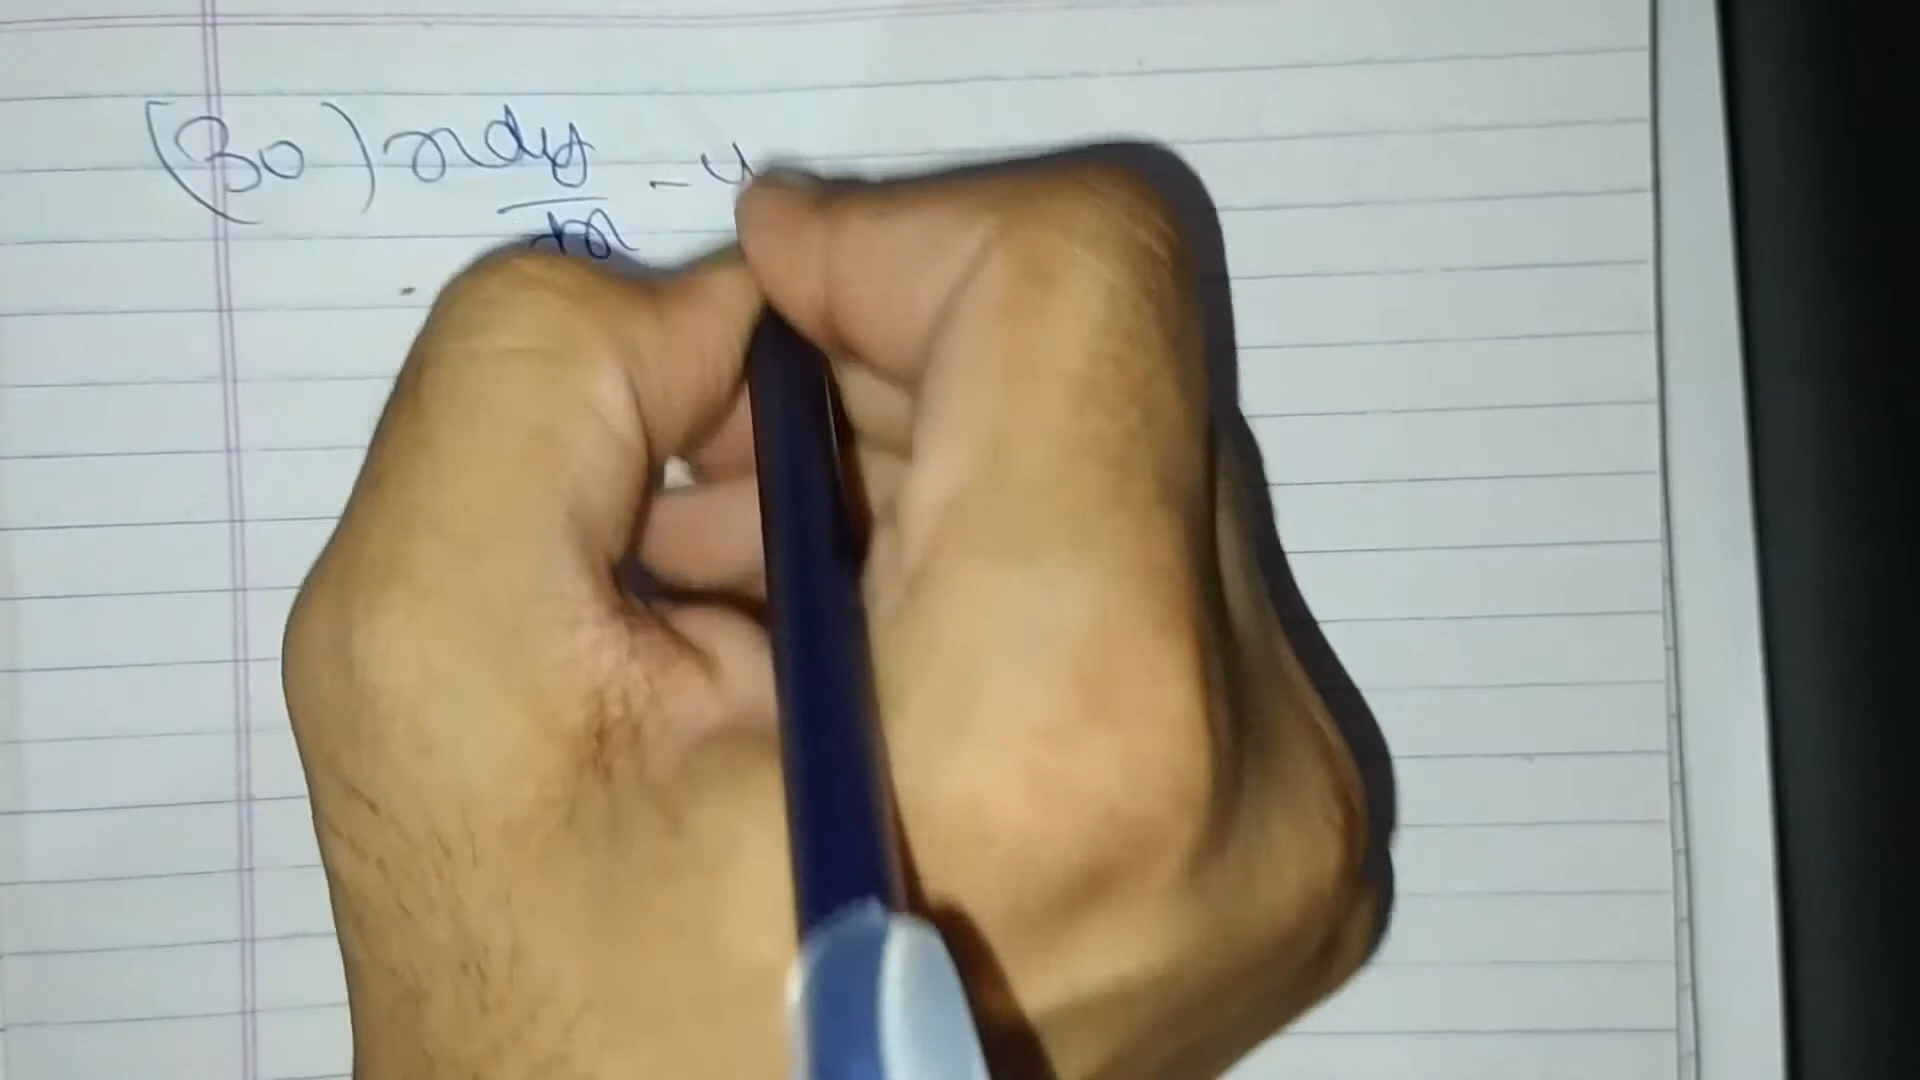 (30) x dy/dx - y